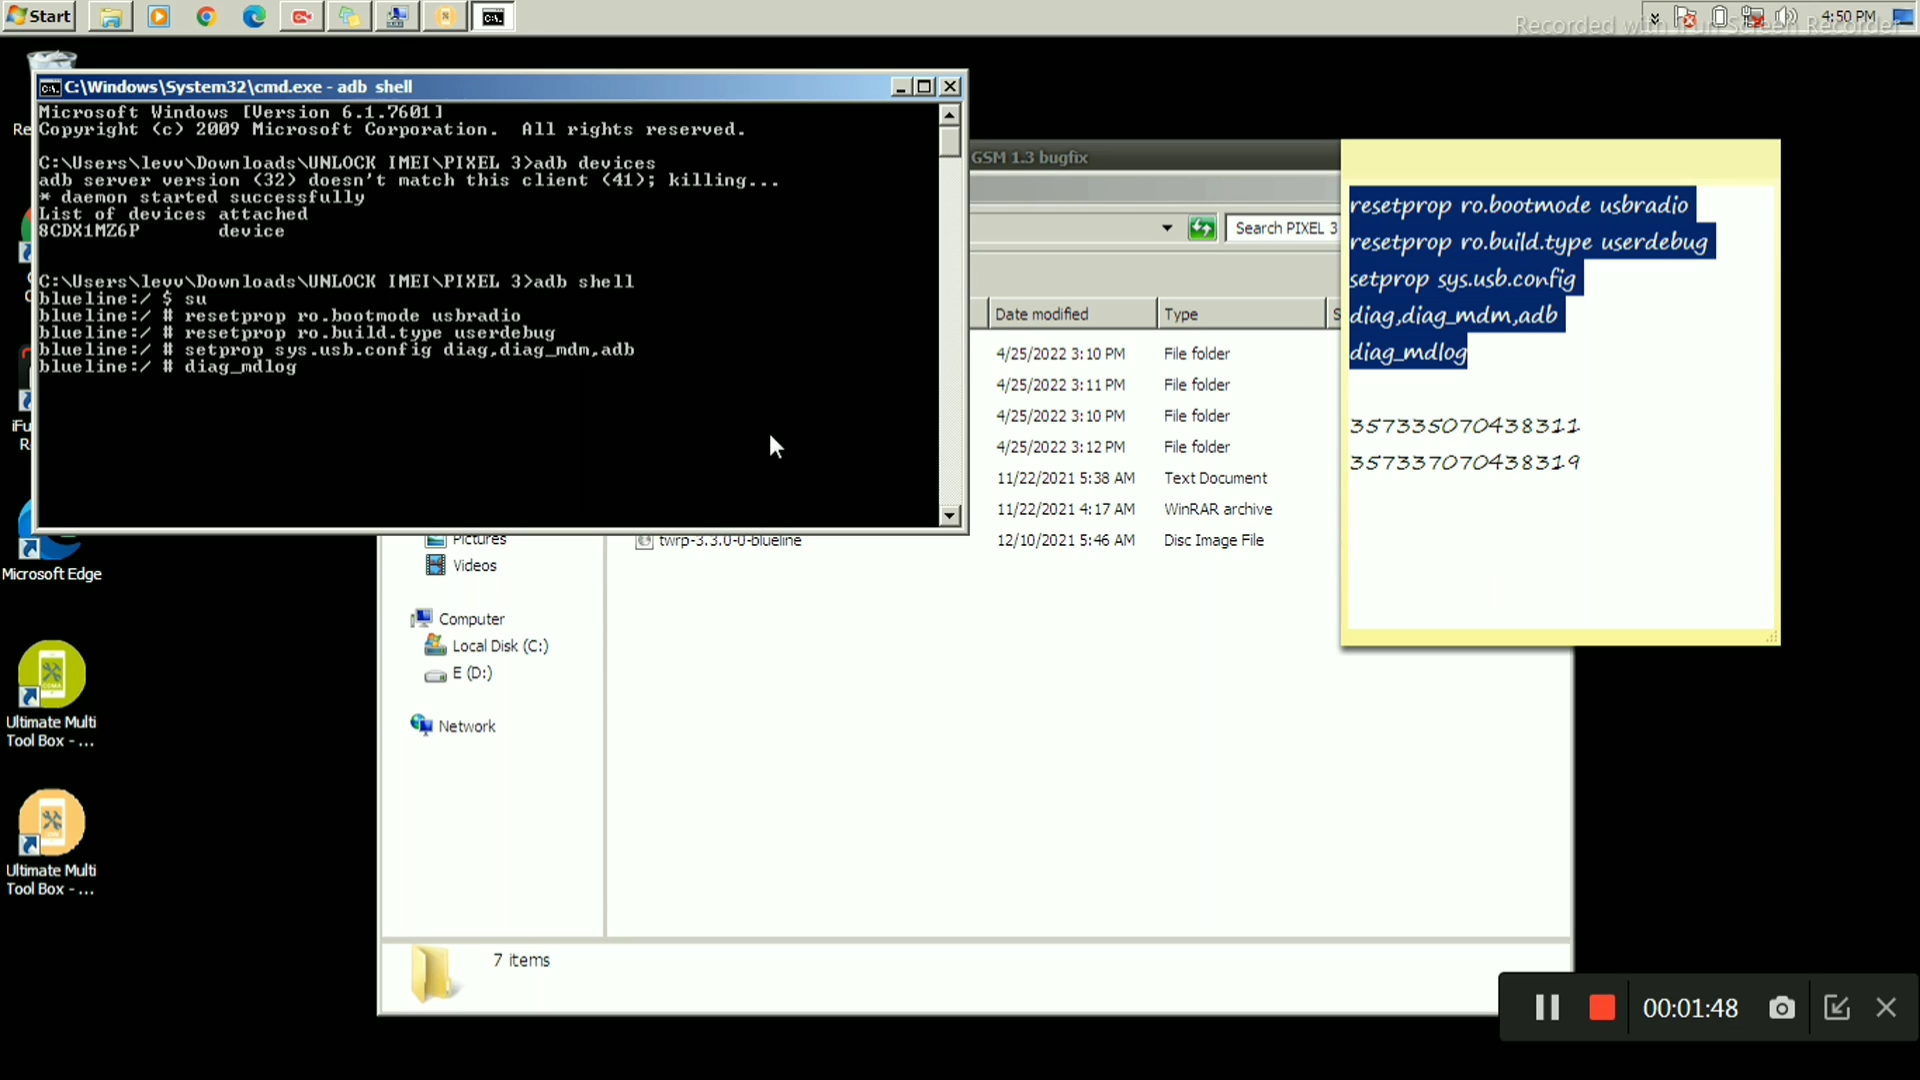 Start
4:50 PM
Recorded with
Screen Recorder
C:\Windows\System32\cmd.exe - adb shell
Microsoft Windows [Version 6.1.7601]
Copyright (c) 2009 Microsoft Corporation. All rights reserved.
C:\Users\levv\Downloads\UNLOCK IMEI\PIXEL 3>adb devices
adb server version (32) doesn't match this client (41); killing...
* daemon started successfully
List of devices attached
8CDX1MZ6P device
C:\Users\levv\Downloads\UNLOCK IMEI\PIXEL 3>adb shell
blueline:/ $ su
blueline:/ # resetprop ro.bootmode usbradio
blueline:/ # resetprop ro.build.type userdebug
blueline:/ # setprop sys.usb.config diag,diag_mdm,adb
blueline:/ # diag_mdlog
GSM 1.3 bugfix
Search PIXEL 3
Date modified Type S
4/25/2022 3:10 PM File folder
4/25/2022 3:11 PM File folder
4/25/2022 3:10 PM File folder
4/25/2022 3:12 PM File folder
11/22/2021 5:38 AM Text Document
11/22/2021 4:17 AM WinRAR archive
twrp-3.3.0-0-blueline 12/10/2021 5:46 AM Disc Image File
Pictures
Videos
Computer
Local Disk (C:)
E (D:)
Network
7 items
resetprop ro.bootmode usbradio
resetprop ro.build.type userdebug
setprop sys.usb.config
diag,diag_mdm,adb
diag_mdlog
357335070438311
357337070438319
Re
iFu
R
Microsoft Edge
Ultimate Multi
Tool Box - ...
Ultimate Multi
Tool Box - ...
00:01:48